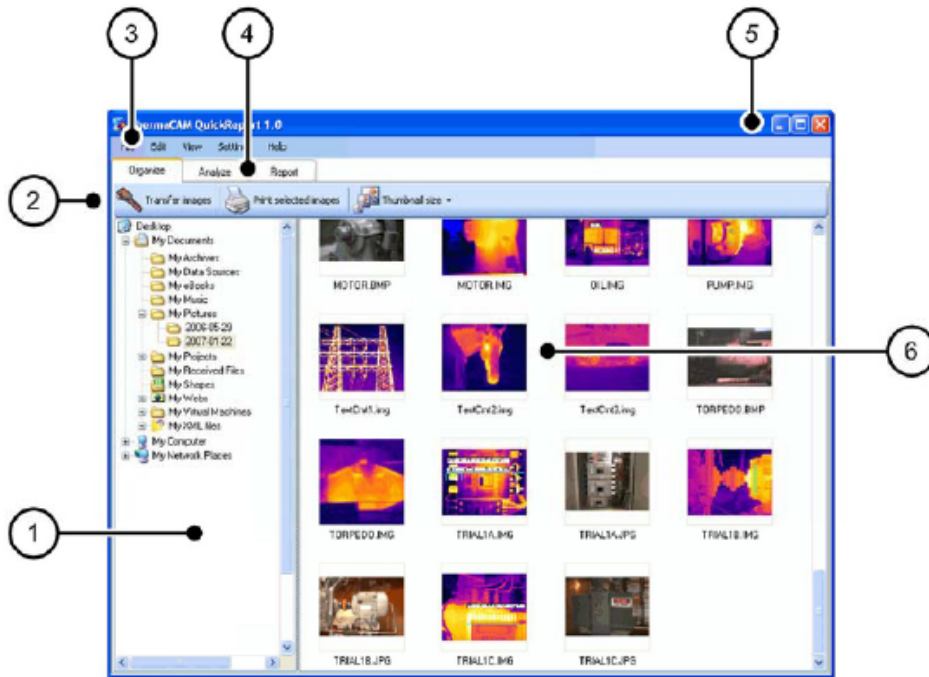 3
4
5
ThermaCAM QuickReport 1.0
File Edit View Settings Help
Organize Analyze Report
2
Transfer images Print selected images Thumbnail size
Desktop
My Documents
My Archives
My Data Sources
My eBooks
My Music
My Pictures
2006-05-29
2007-01-22
My Projects
My Received Files
My Shapes
My Webs
My Virtual Machines
My XML files
My Computer
My Network Places
1
MOTOR.BMP MOTOR.IMG OIL.IMG PUMP.IMG
6
TextCnt1.img TextCnt2.img TextCnt3.img TORPEDO.BMP
TORPEDO.IMG TRIAL1A.IMG TRIAL1A.JPG TRIAL1B.IMG
TRIAL1B.JPG TRIAL1C.IMG TRIAL1C.JPG